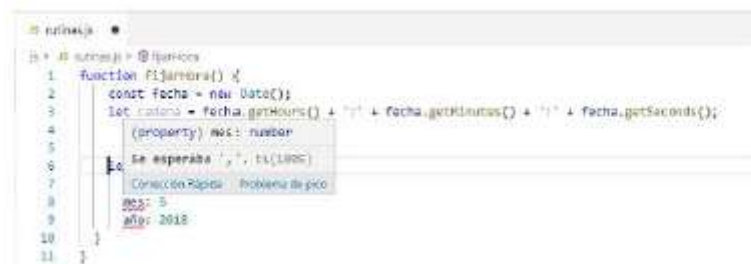 rutinas.js
js > rutinas.js > fijarHora
1 function fijarHora() {
2 const fecha = new Date();
3 let cadena = fecha.getHours() + ":" + fecha.getMinutes() + ":" + fecha.getSeconds();
4
(property) mes: number
5
Se esperaba ',' . ts(1005)
6
Corrección Rápida Problema de pico
7
8 mes: 5
9 año: 2018
10 }
11 }